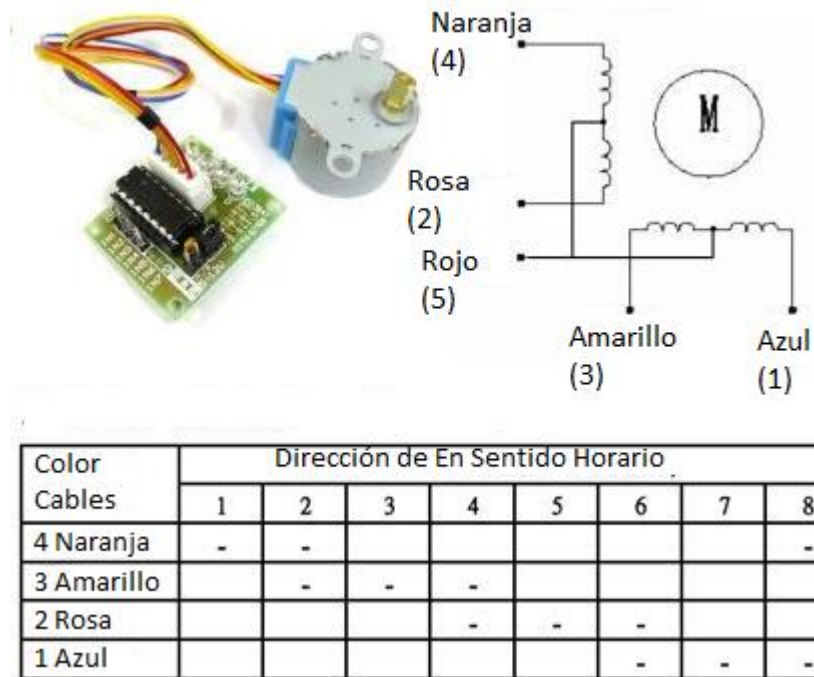 Naranja
(4)
M
Rosa
(2)
Rojo
(5)
Amarillo
(3)
Azul
(1)
Color
Cables
Dirección de En Sentido Horario
1 2 3 4 5 6 7 8
4 Naranja - - -
3 Amarillo - - -
2 Rosa - - -
1 Azul - - -